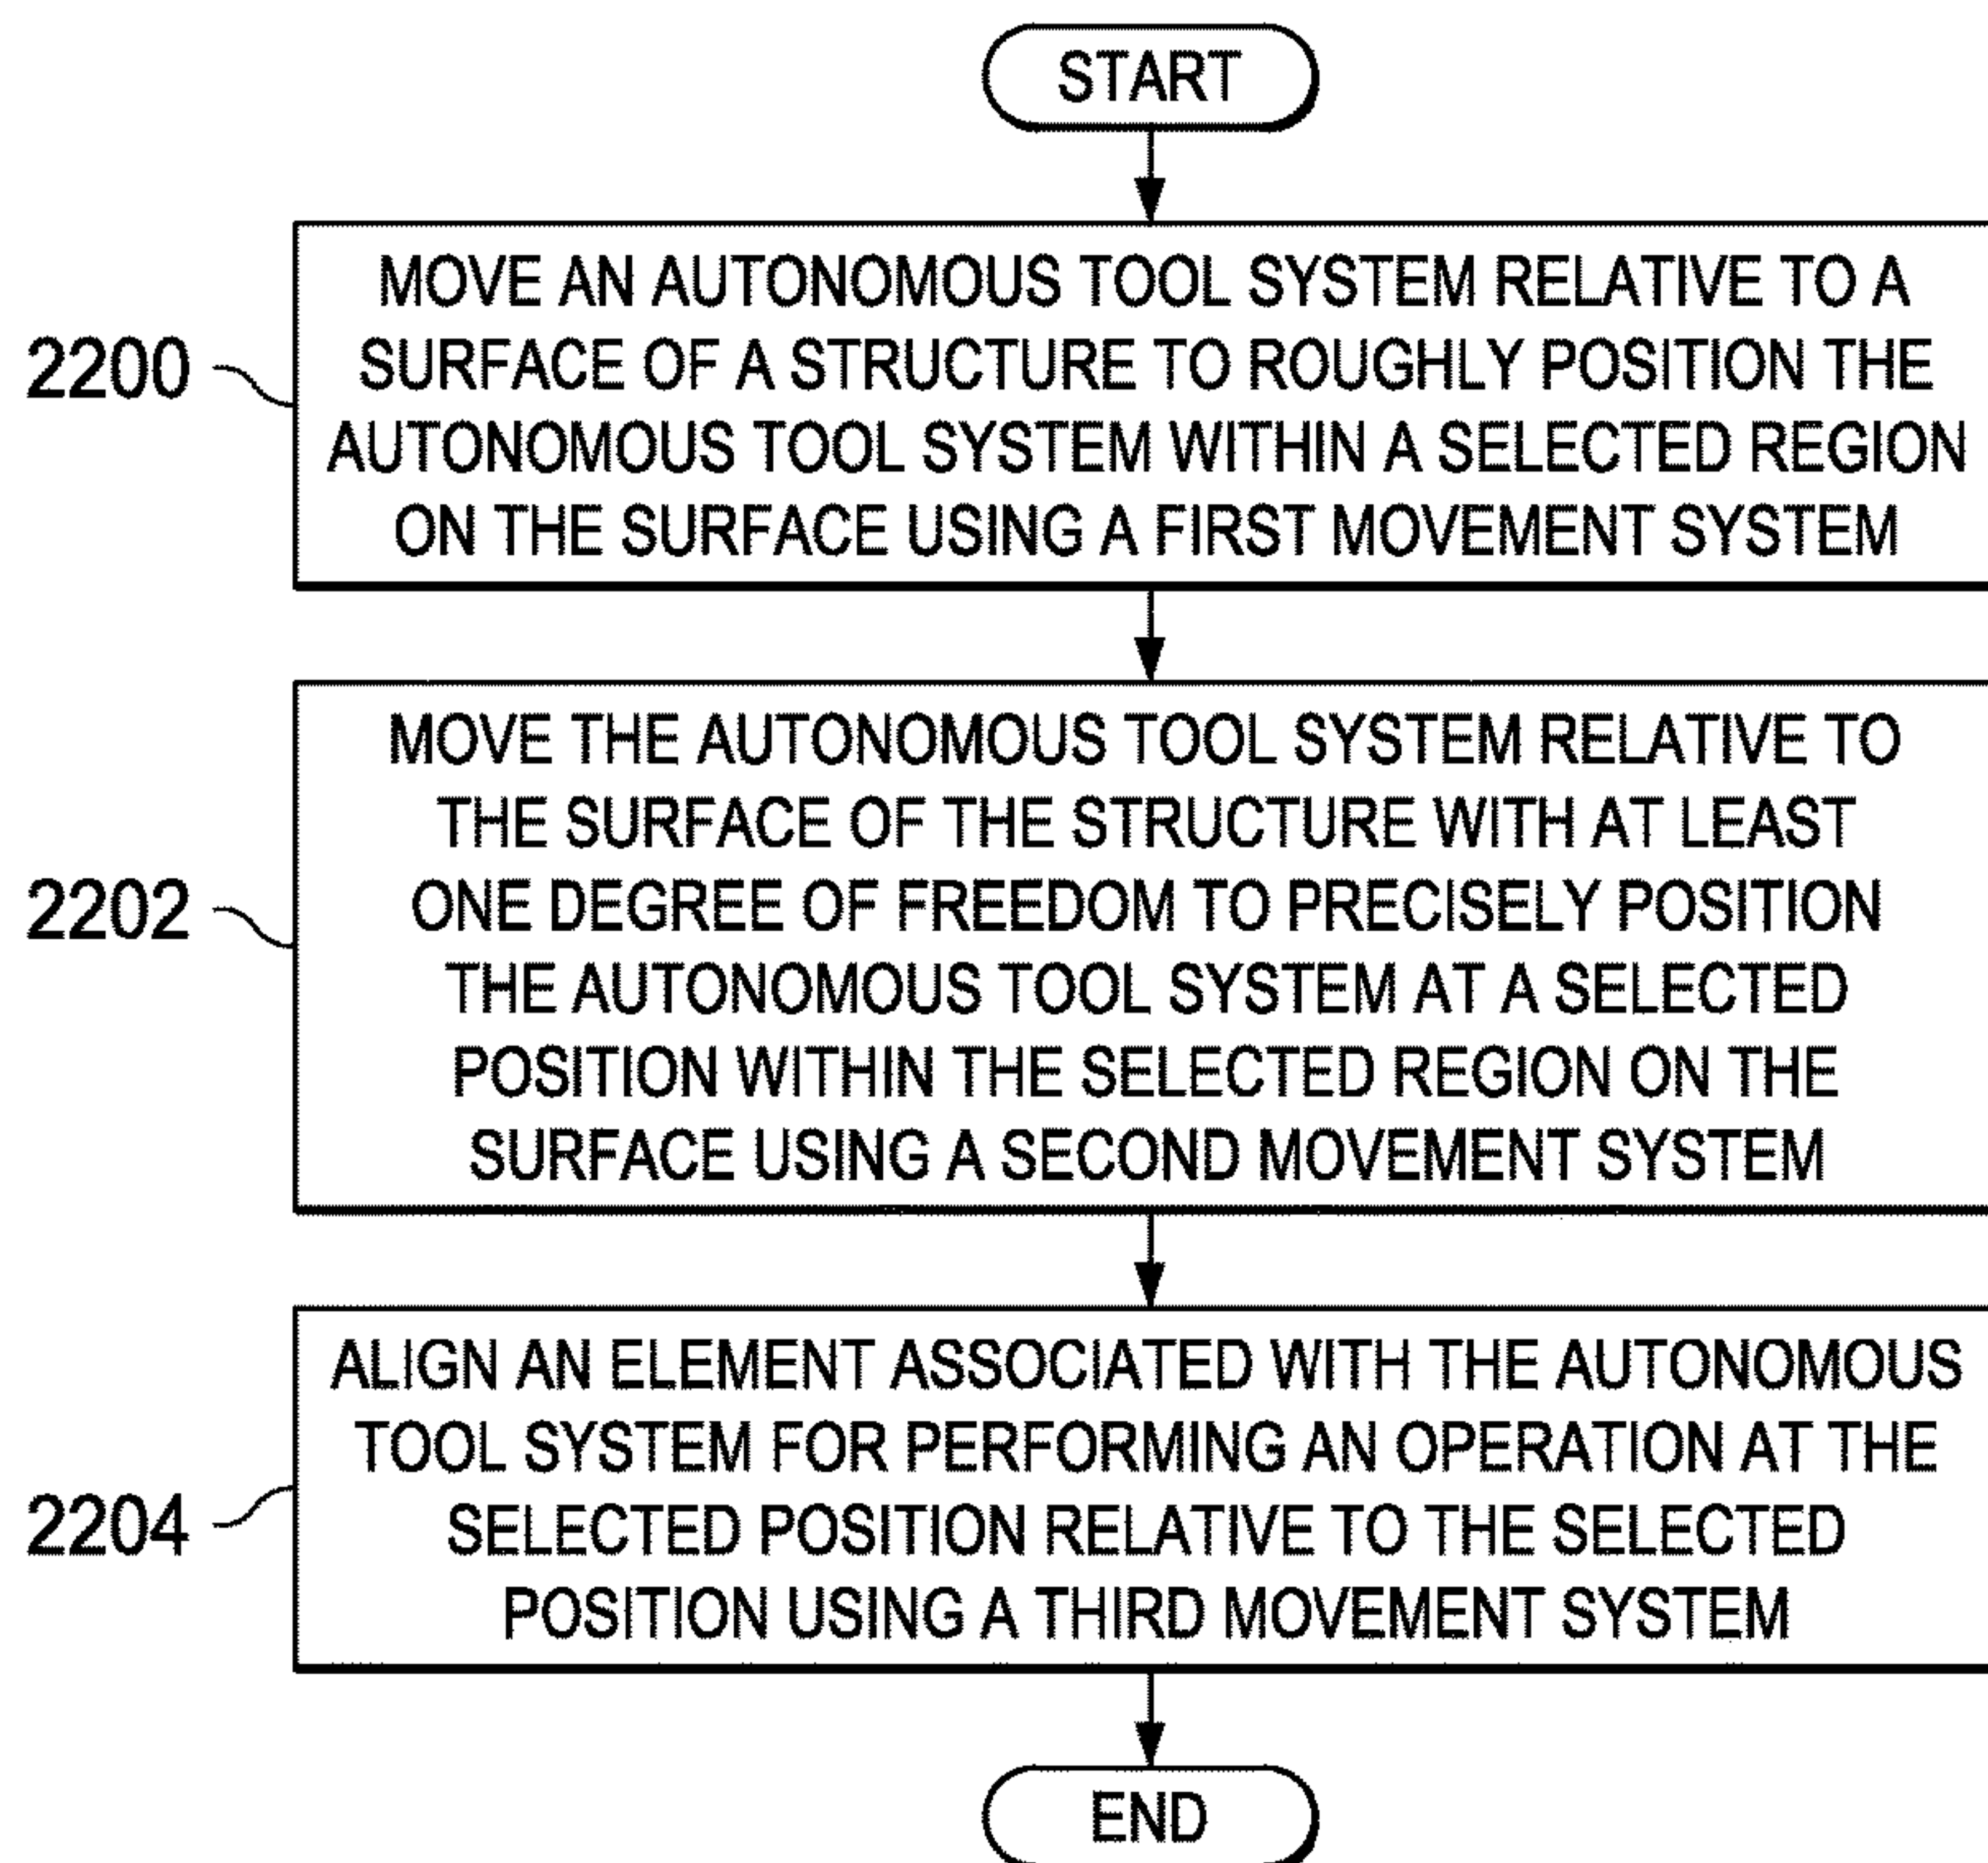 START
2200
MOVE AN AUTONOMOUS TOOL SYSTEM RELATIVE TO A
SURFACE OF A STRUCTURE TO ROUGHLY POSITION THE
AUTONOMOUS TOOL SYSTEM WITHIN A SELECTED REGION
ON THE SURFACE USING A FIRST MOVEMENT SYSTEM
2202
MOVE THE AUTONOMOUS TOOL SYSTEM RELATIVE TO
THE SURFACE OF THE STRUCTURE WITH AT LEAST
ONE DEGREE OF FREEDOM TO PRECISELY POSITION
THE AUTONOMOUS TOOL SYSTEM AT A SELECTED
POSITION WITHIN THE SELECTED REGION ON THE
SURFACE USING A SECOND MOVEMENT SYSTEM
2204
ALIGN AN ELEMENT ASSOCIATED WITH THE AUTONOMOUS
TOOL SYSTEM FOR PERFORMING AN OPERATION AT THE
SELECTED POSITION RELATIVE TO THE SELECTED
POSITION USING A THIRD MOVEMENT SYSTEM
END